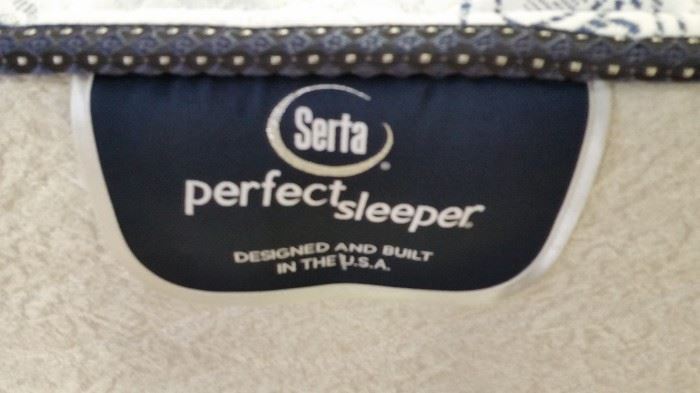 Serta
perfect sleeper
DESIGNED AND BUILT
IN THE U.S.A.